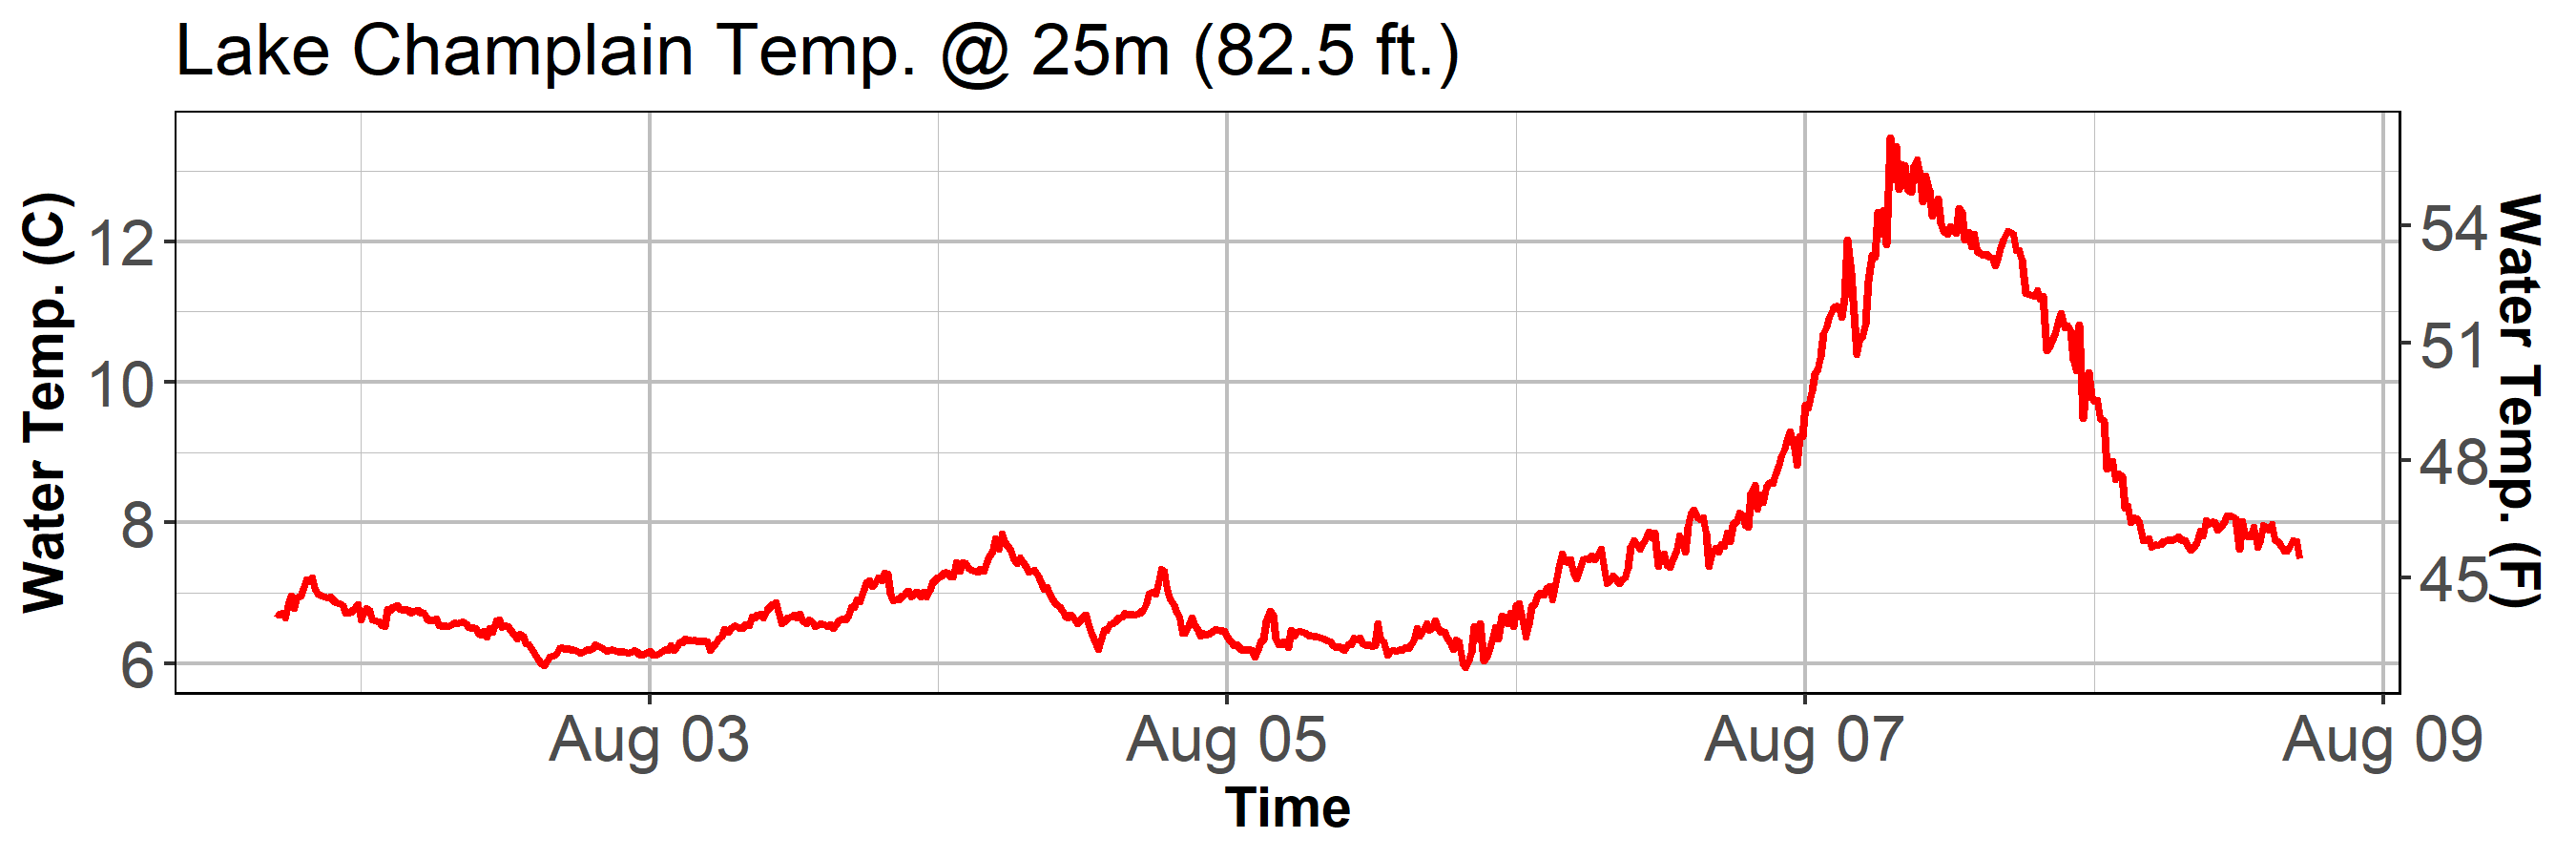 Lake Champlain Temp. @ 25m (82.5 ft.)
Water Temp. (C)
12
10
8
6
54
51
48
45
Water Temp. (F)
Aug 03 Aug 05 Aug 07 Aug 09
Time